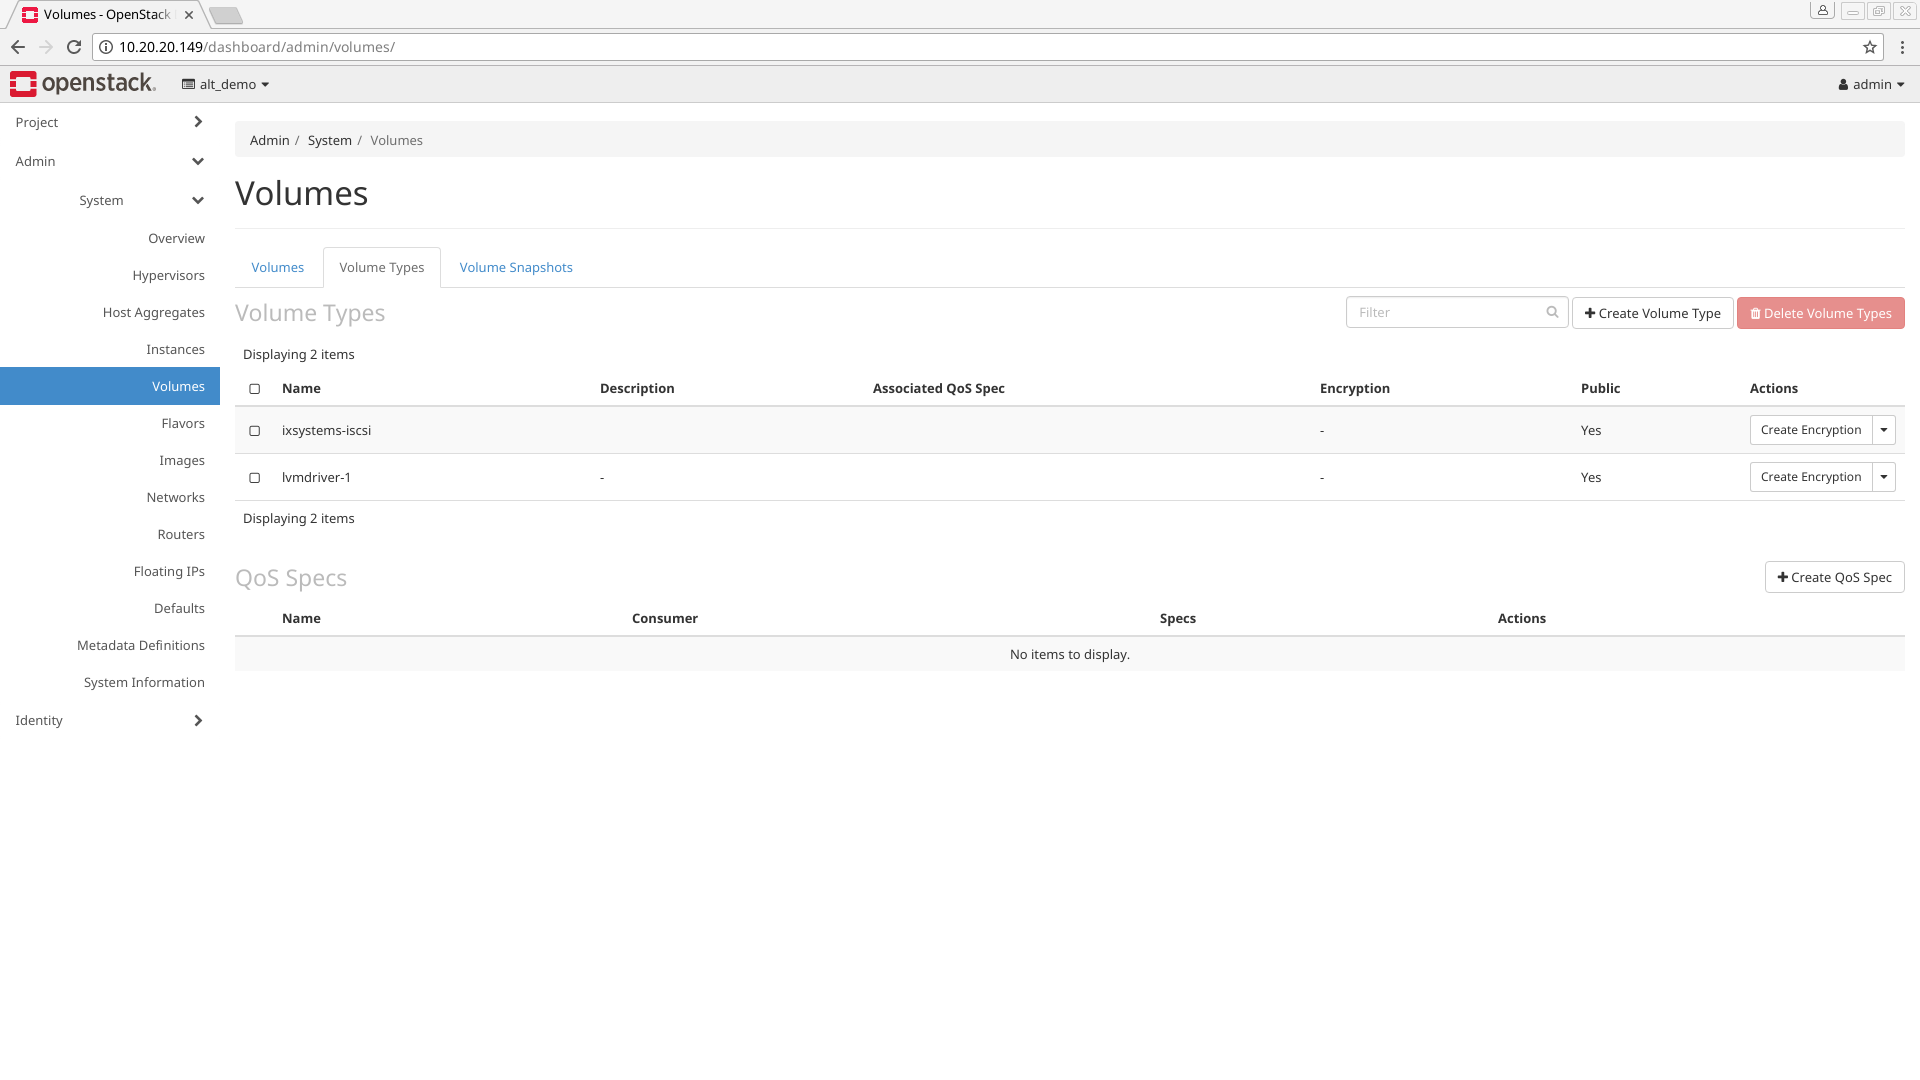 Volumes - OpenStack
10.20.20.149/dashboard/admin/volumes/
openstack.
alt_demo
admin
Project
Admin
System
Overview
Hypervisors
Host Aggregates
Instances
Volumes
Flavors
Images
Networks
Routers
Floating IPs
Defaults
Metadata Definitions
System Information
Identity
Admin / System / Volumes
Volumes
Volumes Volume Types Volume Snapshots
Volume Types
Filter
Create Volume Type
Delete Volume Types
Displaying 2 items
Name Description Associated QoS Spec Encryption Public Actions
ixsystems-iscsi - Yes Create Encryption
lvmdriver-1 - - Yes Create Encryption
Displaying 2 items
QoS Specs
Create QoS Spec
Name Consumer Specs Actions
No items to display.